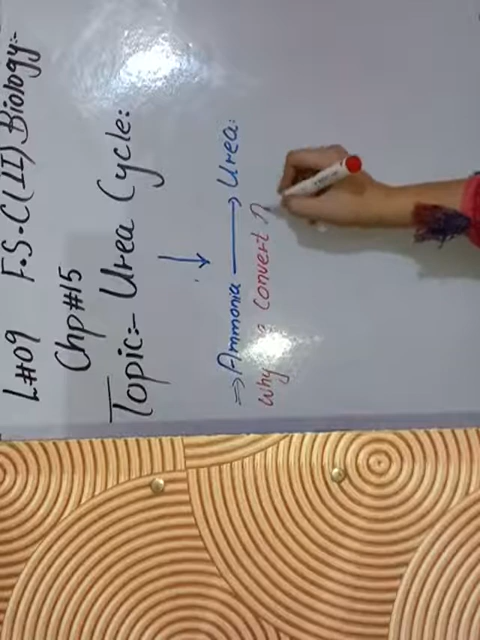 L#09 F.S.C(II) Biology:-
Chp#15
Topic:- Urea Cycle:
↓
⇒ Ammonia ⟶ Urea:
Why Convert